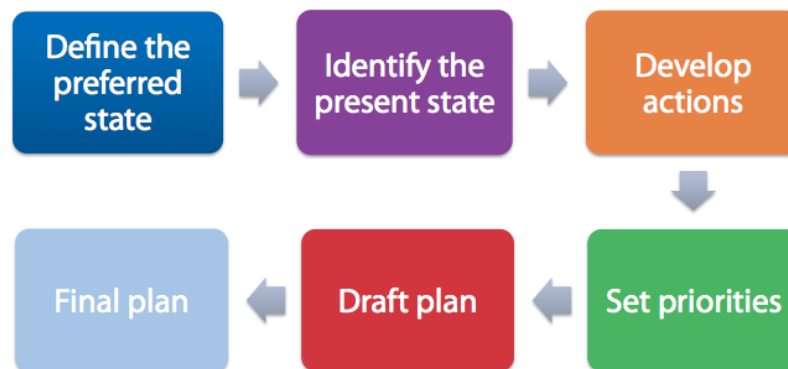 Define the
preferred
state
Identify the
present state
Develop
actions
Set priorities
Draft plan
Final plan